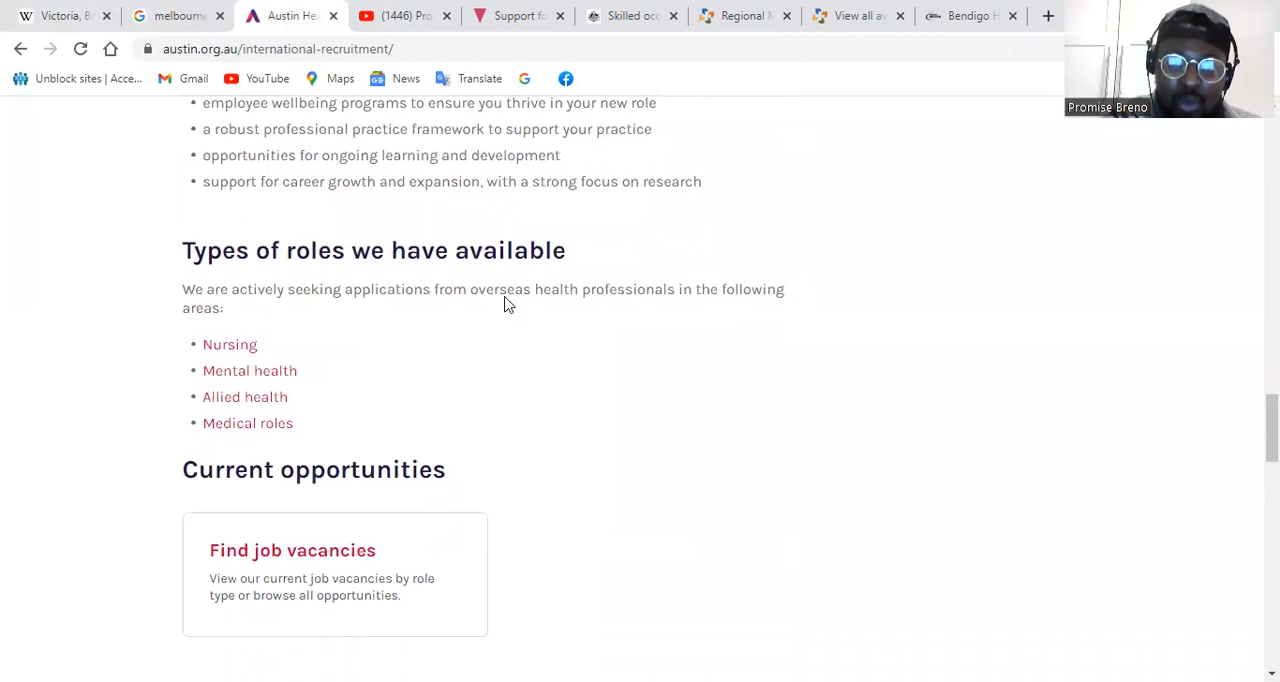 Victoria, B
melbourne
Austin Hea
(1446) Pro
Support fo
Skilled occ
Regional M
View all av
Bendigo H
austin.org.au/international-recruitment/
Unblock sites | Acce...
Gmail
YouTube
Maps
News
Translate
Promise Breno
• employee wellbeing programs to ensure you thrive in your new role
• a robust professional practice framework to support your practice
• opportunities for ongoing learning and development
• support for career growth and expansion, with a strong focus on research
Types of roles we have available
We are actively seeking applications from overseas health professionals in the following
areas:
• Nursing
• Mental health
• Allied health
• Medical roles
Current opportunities
Find job vacancies
View our current job vacancies by role
type or browse all opportunities.